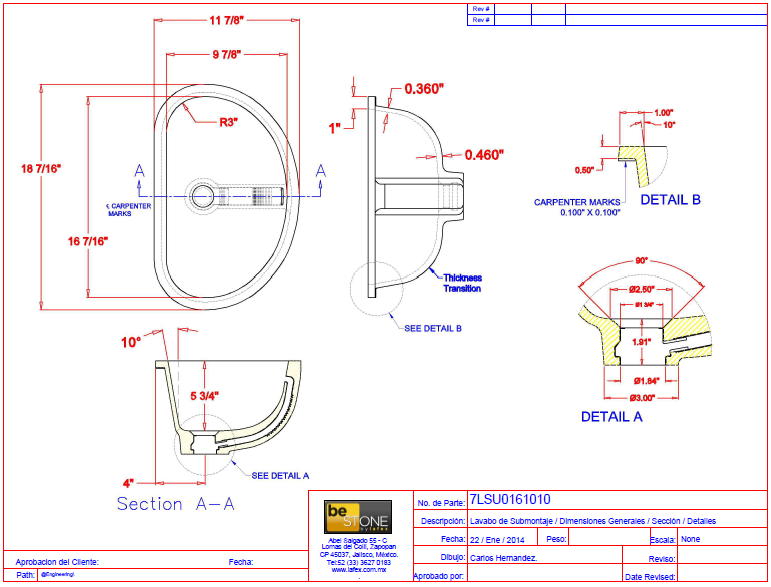 Rev #
Rev #
11 7/8"
9 7/8"
R3"
18 7/16"
16 7/16"
A
A
CARPENTER
MARKS
0.360"
1"
0.460"
Thickness
Transition
SEE DETAIL B
1.00"
10°
0.50"
CARPENTER MARKS
0.100" X 0.100"
DETAIL B
90°
Ø2.50"
Ø1 3/4"
1.91"
Ø1.84"
Ø3.00"
DETAIL A
10°
5 3/4"
4"
SEE DETAIL A
Section A-A
be
STONE
by lafex
Abel Salgado 55 - C
Lomas del Colli, Zapopan
CP 45037, Jalisco, México.
Tel:52 (33) 3627 0183
www.lafex.com.mx
No. de Parte: 7LSU0161010
Descripción: Lavabo de Submontaje / Dimensiones Generales / Sección / Detalles
Fecha: 22 / Ene / 2014 Peso: Escala: None
Dibujo: Carlos Hernandez. Reviso:
Aprobado por: Date Revised:
Aprobacion del Cliente: Fecha:
Path: @Engineering\